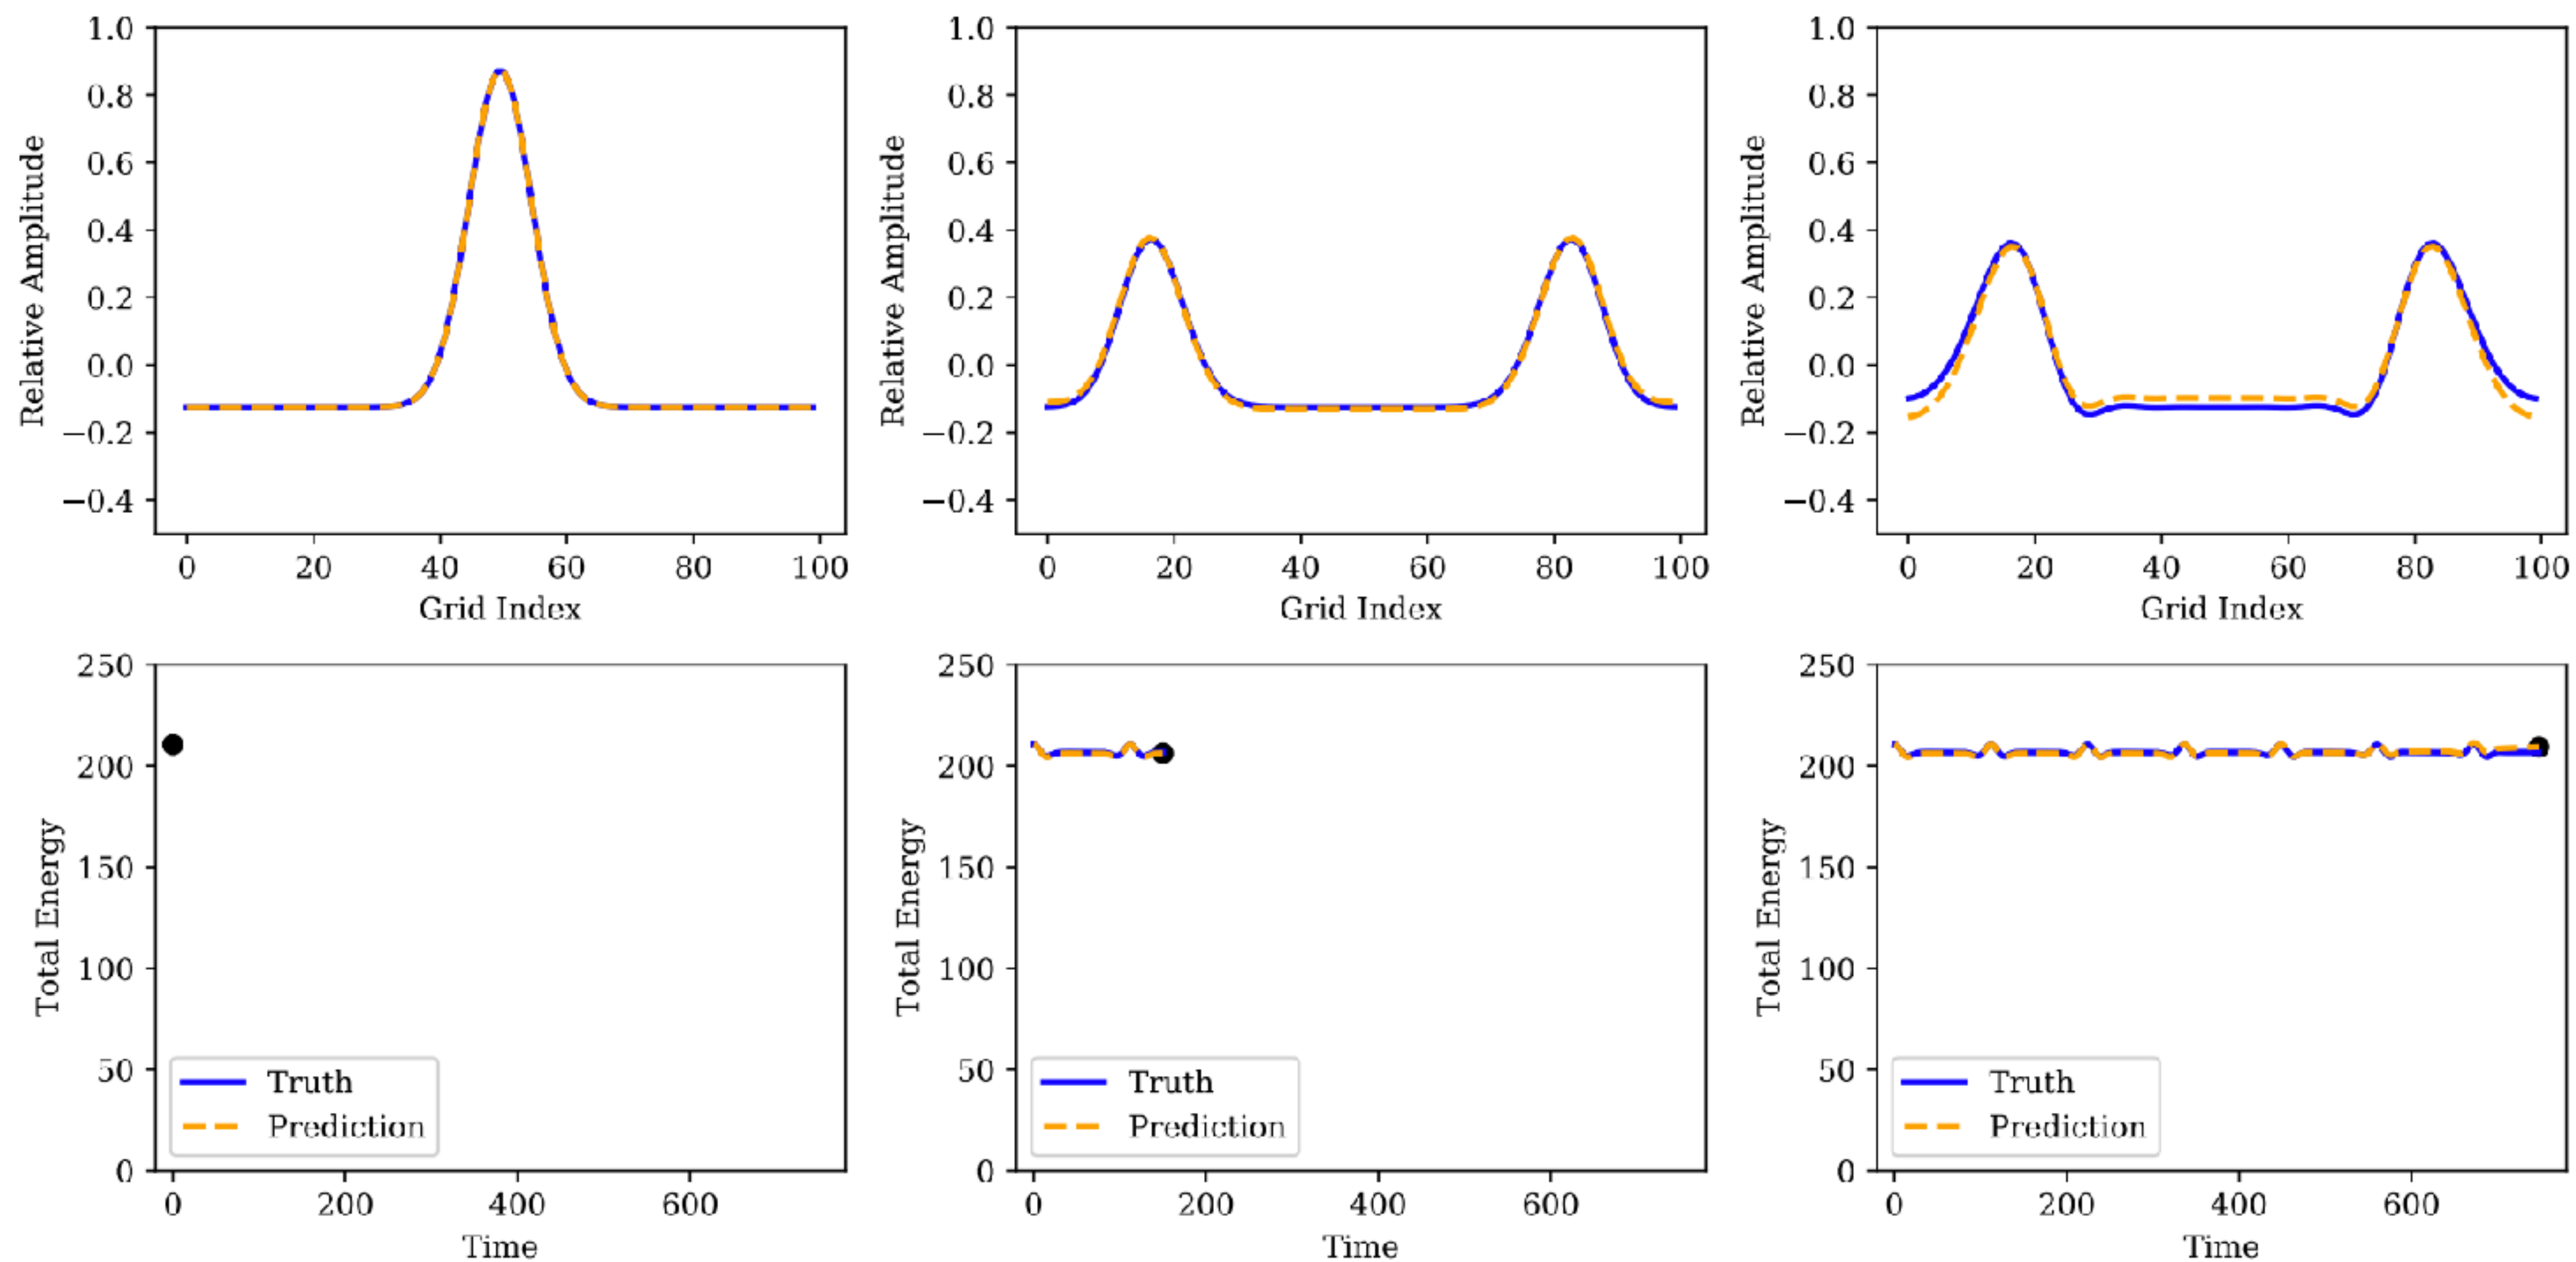 1.0
0.8
0.6
0.4
0.2
0.0
−0.2
−0.4
Relative Amplitude
0 20 40 60 80 100
Grid Index
1.0
0.8
0.6
0.4
0.2
0.0
−0.2
−0.4
Relative Amplitude
0 20 40 60 80 100
Grid Index
1.0
0.8
0.6
0.4
0.2
0.0
−0.2
−0.4
Relative Amplitude
0 20 40 60 80 100
Grid Index
250
200
150
100
50
0
Total Energy
Truth
Prediction
0 200 400 600
Time
250
200
150
100
50
0
Total Energy
Truth
Prediction
0 200 400 600
Time
250
200
150
100
50
0
Total Energy
Truth
Prediction
0 200 400 600
Time